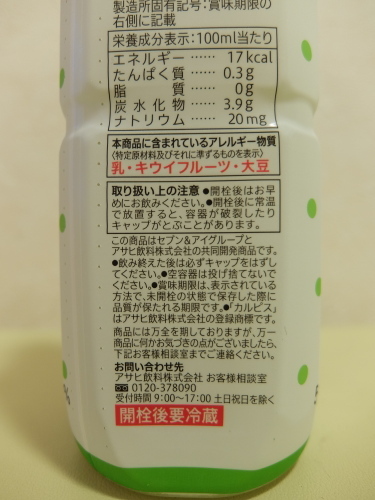 製造所固有記号:賞味期限の
右側に記載
栄養成分表示:100ml当たり
エネルギー …… 17kcal
たんぱく質 …… 0.3g
脂質 …… 0g
炭水化物 …… 3.9g
ナトリウム …… 20mg
本商品に含まれているアレルギー物質
〈特定原材料及びそれに準ずるものを表示〉
乳・キウイフルーツ・大豆
取り扱い上の注意 ●開栓後はお早
めにお飲みください。●開栓後に常温
で放置すると、容器が破裂したり
キャップがとぶことがあります。
この商品はセブン&アイグループと
アサヒ飲料株式会社の共同開発商品です。
●飲み終えた後は必ずキャップをはずし
てください。●空容器は投げ捨てないで
ください。●賞味期限は、表示されている
方法で、未開栓の状態で保存した際に
品質が保たれる期限です。●「カルピス」
はアサヒ飲料株式会社の登録商標です。
商品には万全を期しておりますが、万一
商品に何かお気づきの点がございましたら、
下記お客様相談室までご連絡ください。
お問い合わせ先
アサヒ飲料株式会社 お客様相談室
0120-378090
受付時間 9:00〜17:00 土日祝日を除く
開栓後要冷蔵